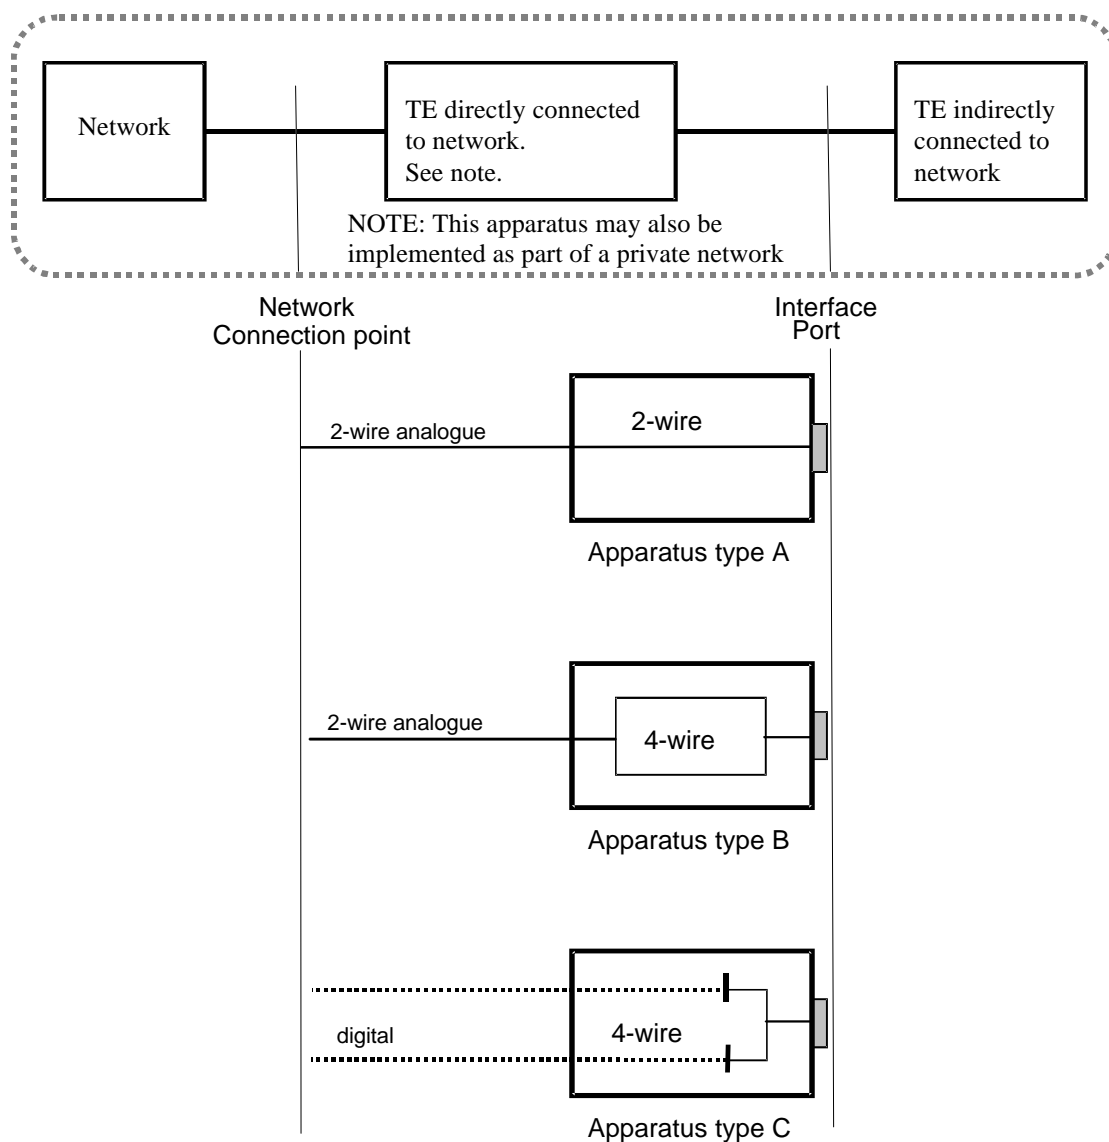 Network
TE directly connected
to network.
See note.
TE indirectly
connected to
network
NOTE: This apparatus may also be
implemented as part of a private network
Network
Connection point
Interface
Port
2-wire analogue
2-wire
Apparatus type A
2-wire analogue
4-wire
Apparatus type B
digital
4-wire
Apparatus type C